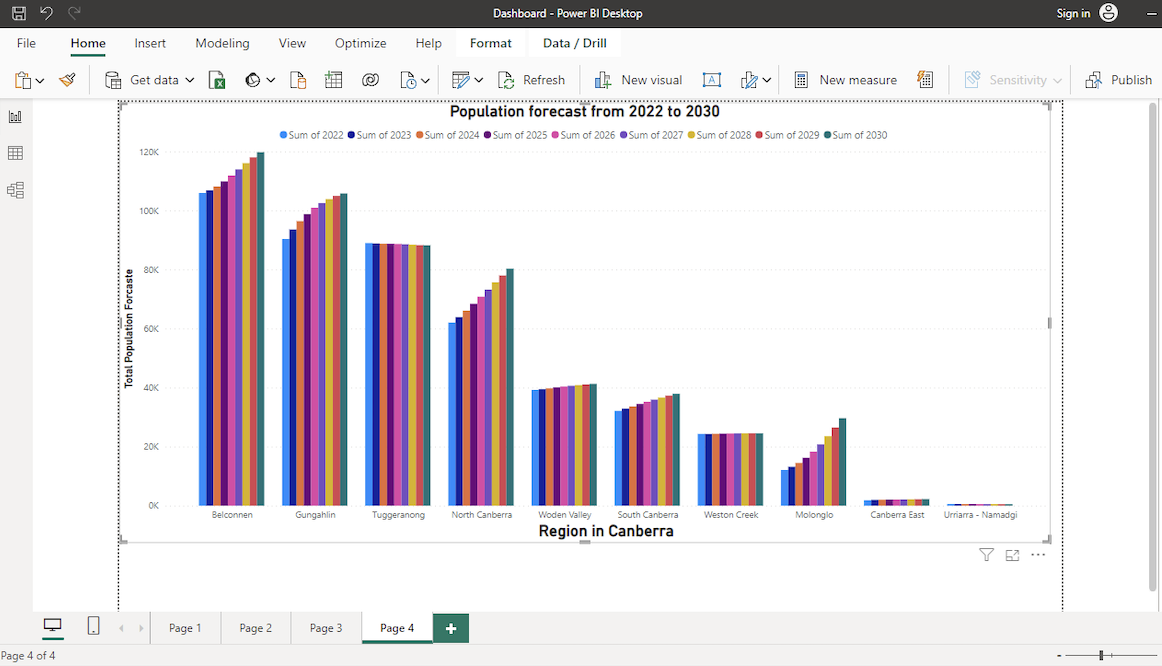 Dashboard - Power BI Desktop Sign in
File Home Insert Modeling View Optimize Help Format Data / Drill
Get data Refresh New visual New measure Sensitivity Publish
Population forecast from 2022 to 2030
Sum of 2022 Sum of 2023 Sum of 2024 Sum of 2025 Sum of 2026 Sum of 2027 Sum of 2028 Sum of 2029 Sum of 2030
120K
100K
80K
60K
40K
20K
0K
Total Population Forcaste
Belconnen Gungahlin Tuggeranong North Canberra Woden Valley South Canberra Weston Creek Molonglo Canberra East Urriarra - Namadgi
Region in Canberra
Page 1 Page 2 Page 3 Page 4
Page 4 of 4